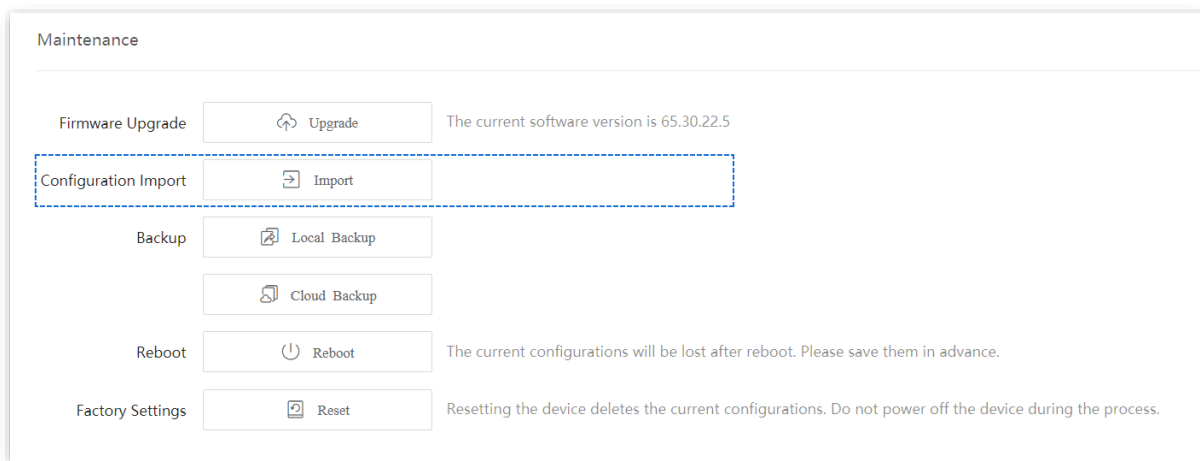 Maintenance
Firmware Upgrade Upgrade The current software version is 65.30.22.5
Configuration Import Import
Backup Local Backup
Cloud Backup
Reboot Reboot The current configurations will be lost after reboot. Please save them in advance.
Factory Settings Reset Resetting the device deletes the current configurations. Do not power off the device during the process.